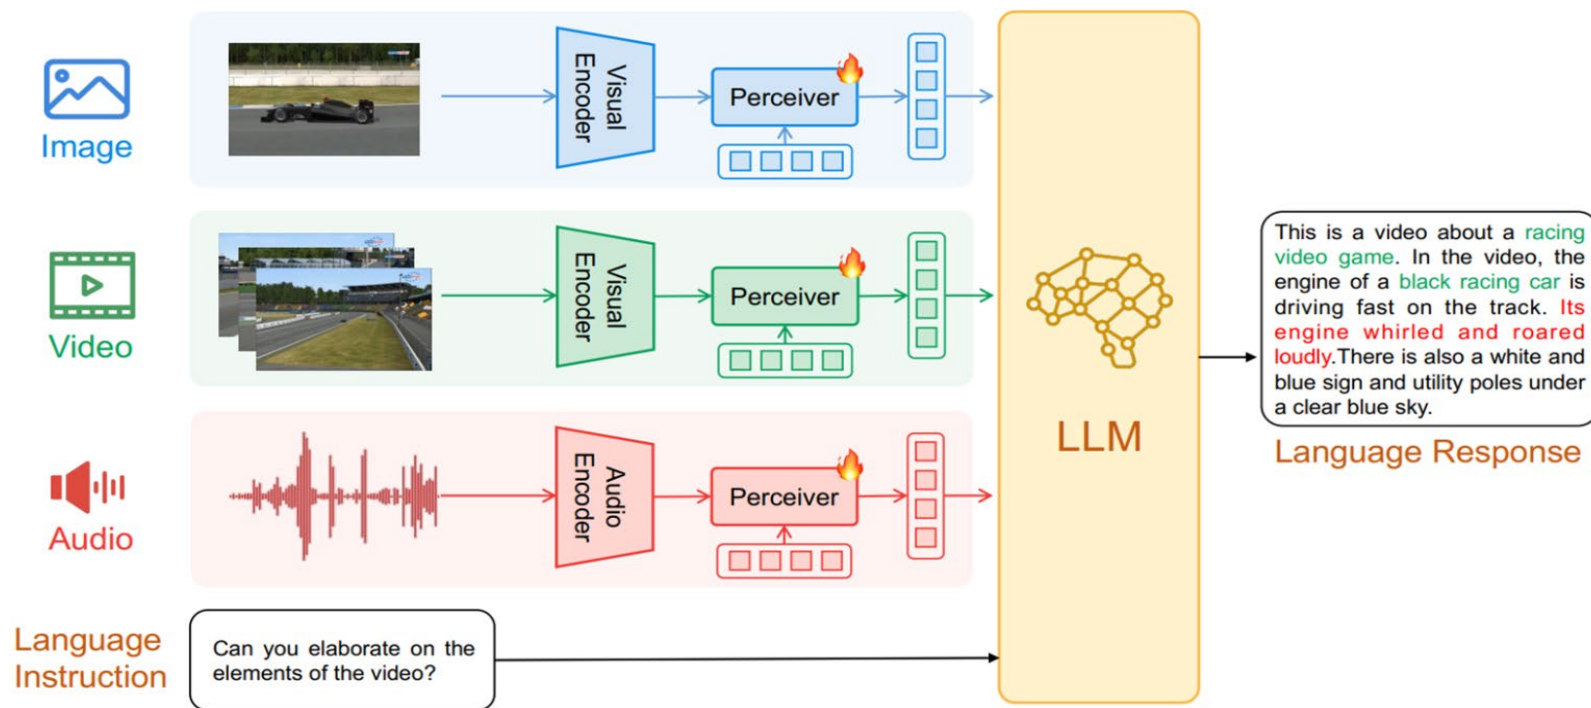 Image
Visual
Encoder
Perceiver
Video
Visual
Encoder
Perceiver
Audio
Audio
Encoder
Perceiver
Language
Instruction
Can you elaborate on the
elements of the video?
LLM
This is a video about a racing
video game. In the video, the
engine of a black racing car is
driving fast on the track. Its
engine whirled and roared
loudly.There is also a white and
blue sign and utility poles under
a clear blue sky.
Language Response